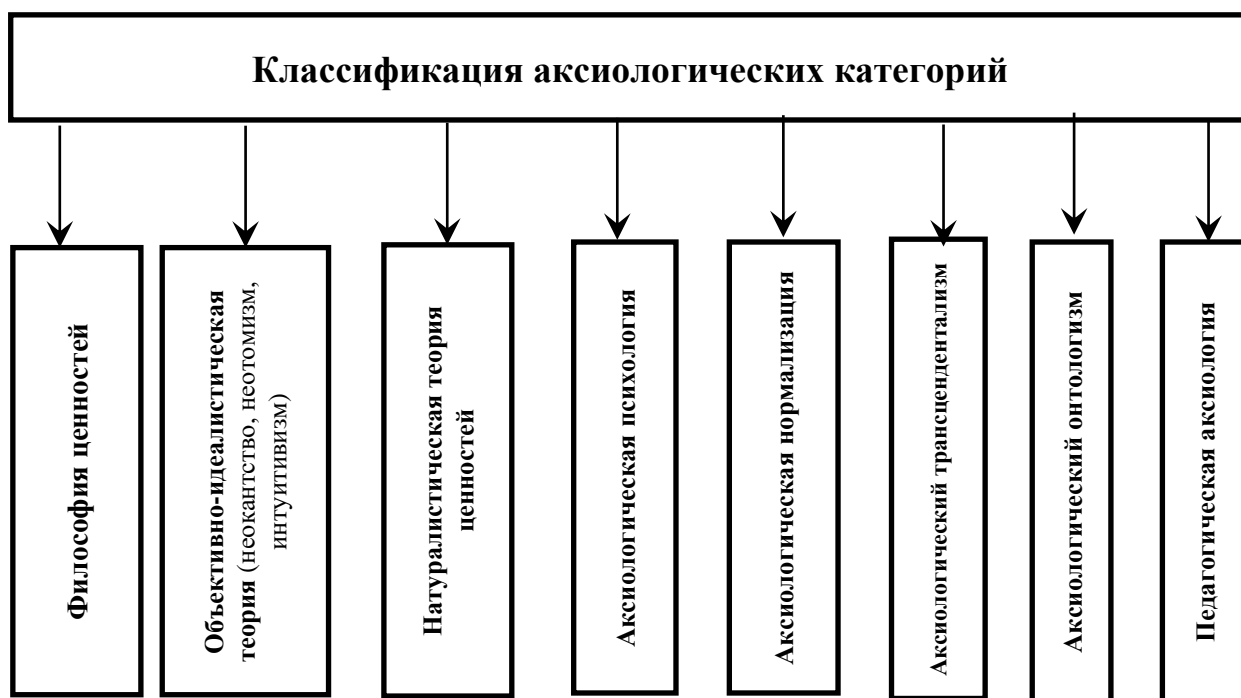 Классификация аксиологических категорий
Философия ценностей
Объективно-идеалистическая
теория (неокантство, неотомизм,
интуитивизм)
Натуралистическая теория
ценностей
Аксиологическая психология
Аксиологическая нормализация
Аксиологический трансцендентализм
Аксиологический онтологизм
Педагогическая аксиология